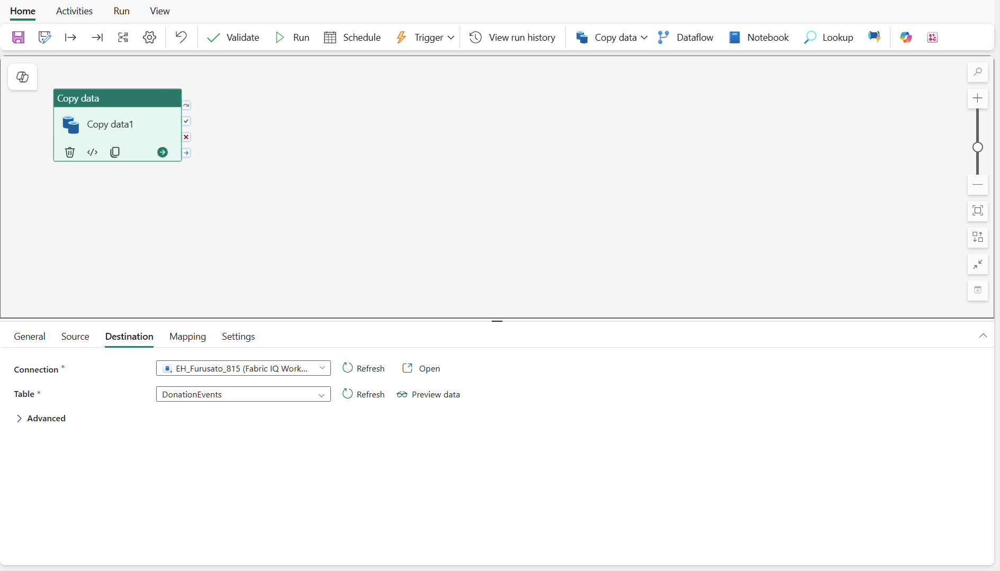 Home Activities Run View
Validate Run Schedule Trigger View run history Copy data Dataflow Notebook Lookup
Copy data
Copy data1
General Source Destination Mapping Settings
Connection * EH_Furusato_815 (Fabric IQ Work... Refresh Open
Table * DonationEvents Refresh Preview data
Advanced